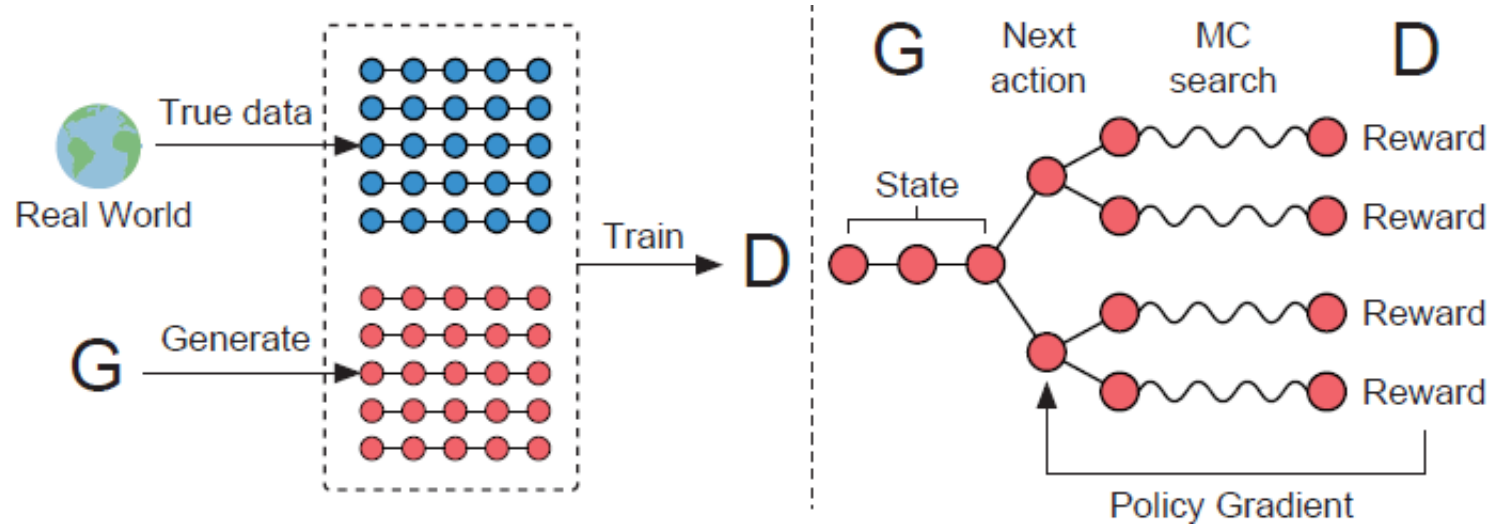 True data
Real World
G
Generate
Train
D
G
Next
action
MC
search
D
State
Reward
Reward
Reward
Reward
Policy Gradient